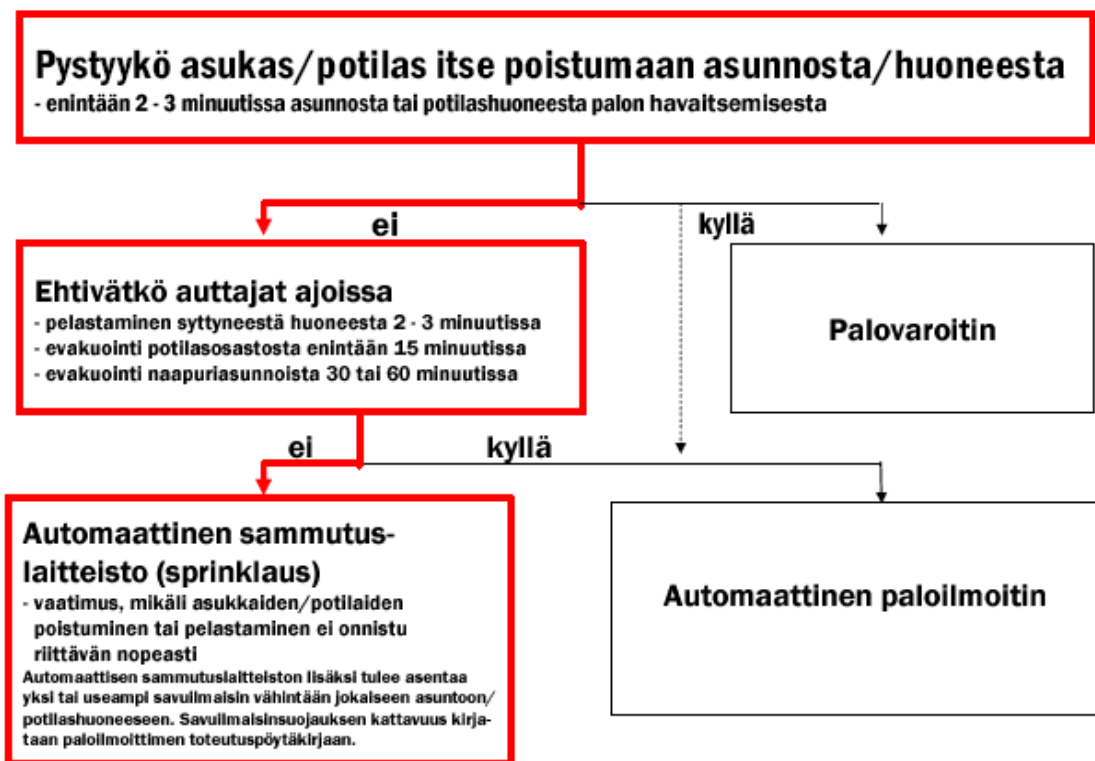 Pystyykö asukas/potilas itse poistumaan asunnosta/huoneesta
- enintään 2 - 3 minuutissa asunnosta tai potilashuoneesta palon havaitsemisesta
ei
kyllä
Ehtivätkö auttajat ajoissa
- pelastaminen syttyneestä huoneesta 2 - 3 minuutissa
- evakuointi potilasosastosta enintään 15 minuutissa
- evakuointi naapuriasunnoista 30 tai 60 minuutissa
Palovaroitin
ei
kyllä
Automaattinen sammutus-
laitteisto (sprinklaus)
- vaatimus, mikäli asukkaiden/potilaiden
poistuminen tai pelastaminen ei onnistu
riittävän nopeasti
Automaattisen sammutuslaitteiston lisäksi tulee asentaa
yksi tai useampi savuilmaisin vähintään jokaiseen asuntoon/
potilashuoneeseen. Savuilmaisinsuojauksen kattavuus kirja-
taan paloilmoittimen toteutuspöytäkirjaan.
Automaattinen paloilmoitin